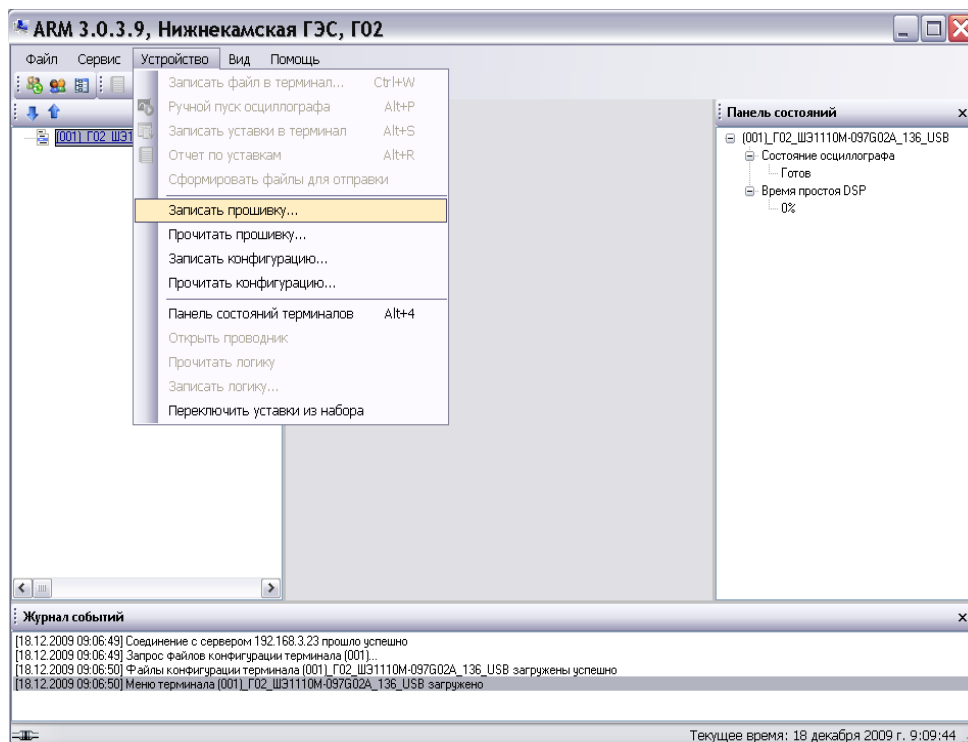 ARM 3.0.3.9, Нижнекамская ГЭС, Г02
Файл Сервис Устройство Вид Помощь
Записать файл в терминал... Ctrl+W
Ручной пуск осциллографа Alt+P
Записать уставки в терминал Alt+S
Отчет по уставкам Alt+R
Сформировать файлы для отправки
Записать прошивку...
Прочитать прошивку...
Записать конфигурацию...
Прочитать конфигурацию...
Панель состояний терминалов Alt+4
Открыть проводник
Прочитать логику
Записать логику...
Переключить уставки из набора
(001)_Г02_ШЭ1
Панель состояний
(001)_Г02_ШЭ1110М-097G02A_136_USB
Состояние осциллографа
Готов
Время простоя DSP
0%
Журнал событий
[18.12.2009 09:06:49] Соединение с сервером 192.168.3.23 прошло успешно
[18.12.2009 09:06:49] Запрос файлов конфигурации терминала (001)...
[18.12.2009 09:06:50] Файлы конфигурации терминала (001)_Г02_ШЭ1110М-097G02A_136_USB загружены успешно
[18.12.2009 09:06:50] Меню терминала (001)_Г02_ШЭ1110М-097G02A_136_USB загружено
Текущее время: 18 декабря 2009 г. 9:09:44